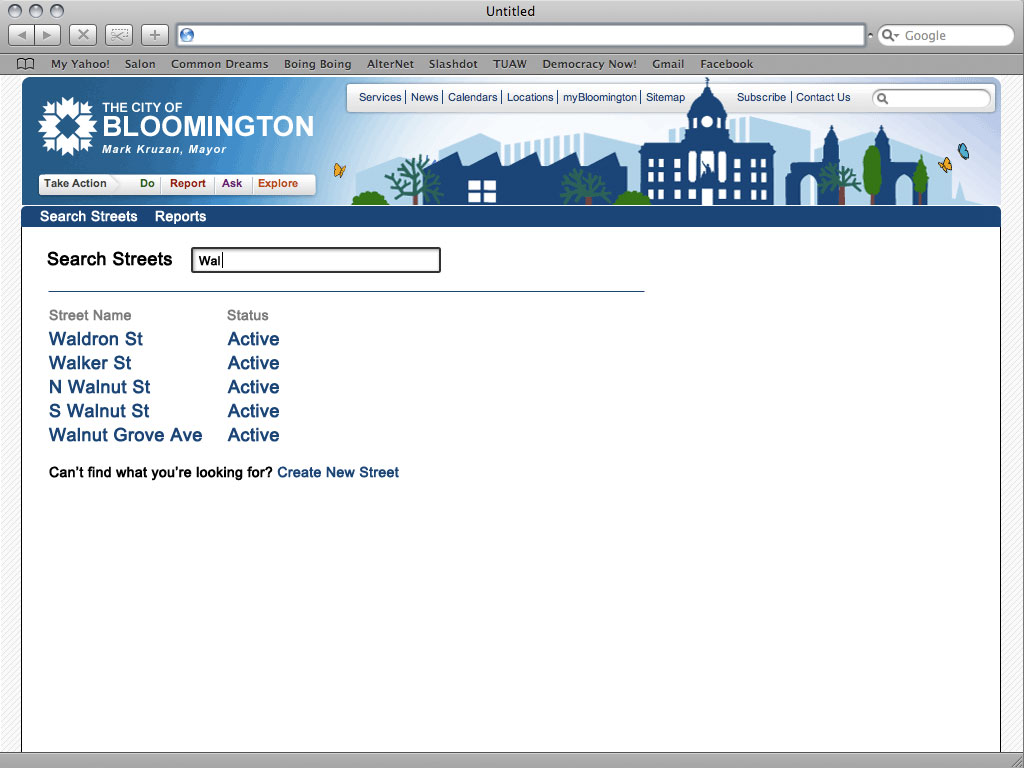 Untitled
Google
My Yahoo! Salon Common Dreams Boing Boing AlterNet Slashdot TUAW Democracy Now! Gmail Facebook
Services News Calendars Locations myBloomington Sitemap Subscribe Contact Us
THE CITY OF
BLOOMINGTON
Mark Kruzan, Mayor
Take Action Do Report Ask Explore
Search Streets Reports
Search Streets Wal
Street Name Status
Waldron St Active
Walker St Active
N Walnut St Active
S Walnut St Active
Walnut Grove Ave Active
Can't find what you're looking for? Create New Street